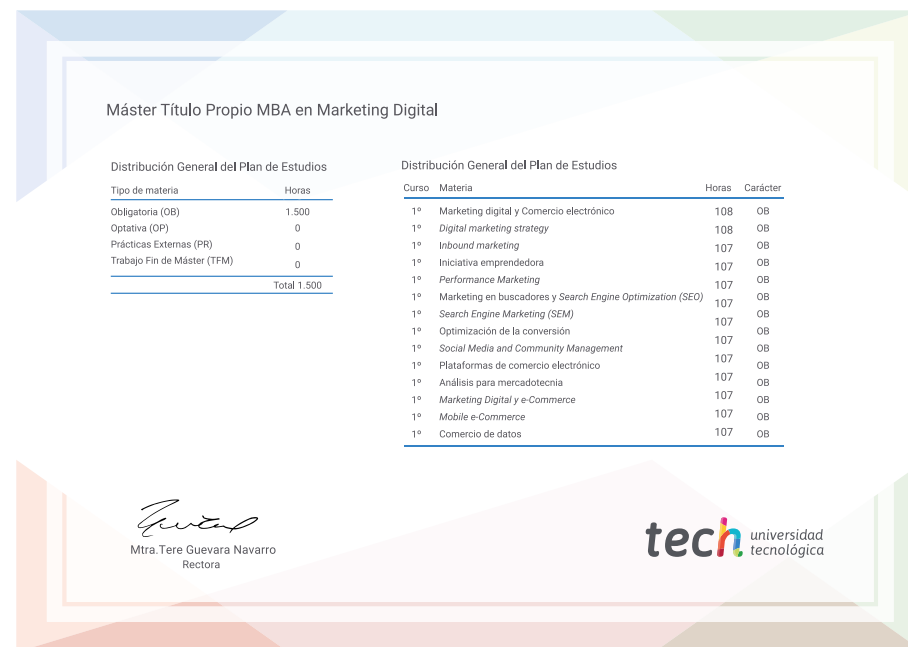 Máster Título Propio MBA en Marketing Digital
Distribución General del Plan de Estudios
Tipo de materia Horas
Obligatoria (OB) 1.500
Optativa (OP) 0
Prácticas Externas (PR) 0
Trabajo Fin de Máster (TFM) 0
Total 1.500
Distribución General del Plan de Estudios
Curso Materia Horas Carácter
1º Marketing digital y Comercio electrónico 108 OB
1º Digital marketing strategy 108 OB
1º Inbound marketing 107 OB
1º Iniciativa emprendedora 107 OB
1º Performance Marketing 107 OB
1º Marketing en buscadores y Search Engine Optimization (SEO) 107 OB
1º Search Engine Marketing (SEM) 107 OB
1º Optimización de la conversión 107 OB
1º Social Media and Community Management OB
1º Plataformas de comercio electrónico 107 OB
1º Análisis para mercadotecnia 107 OB
1º Marketing Digital y e-Commerce 107 OB
1º Mobile e-Commerce 107 OB
1º Comercio de datos 107 OB
Mtra.Tere Guevara Navarro
Rectora
tech universidad
tecnológica